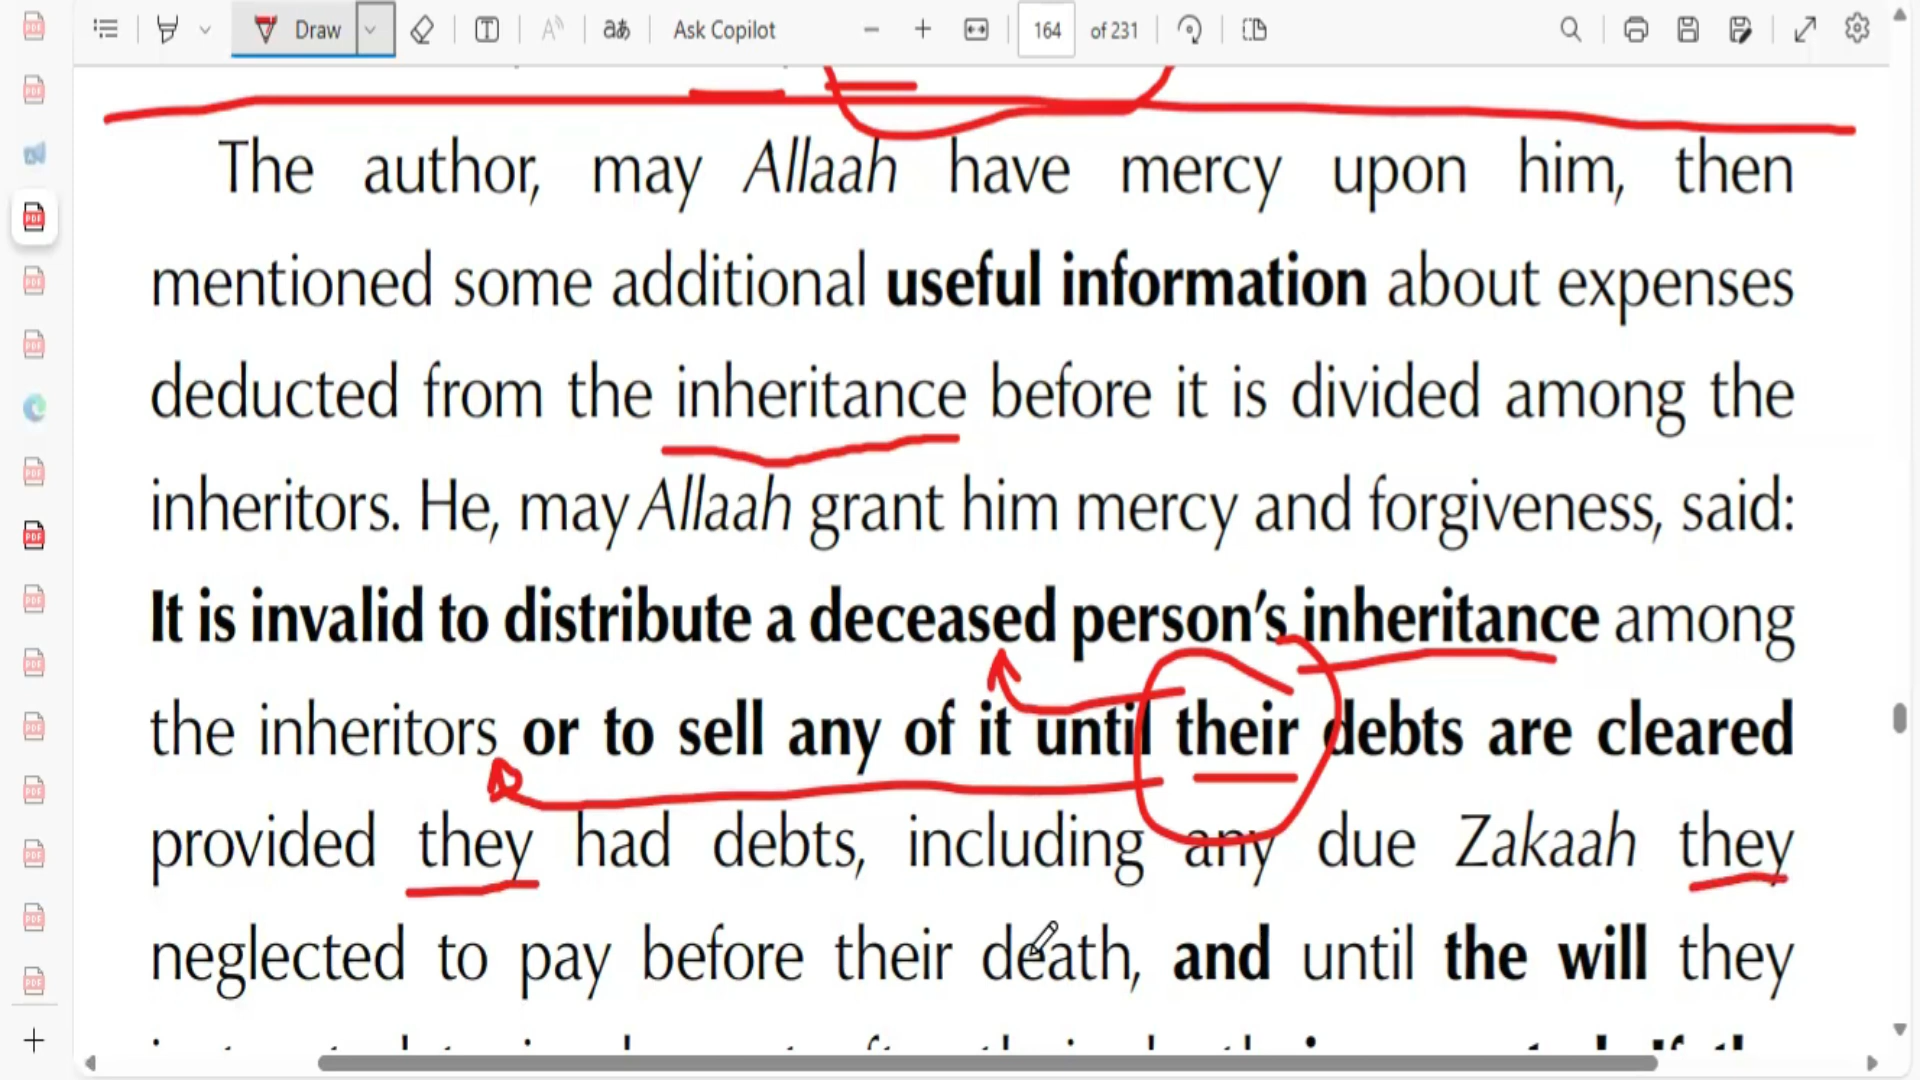 Draw
Ask Copilot
164 of 231
The author, may Allaah have mercy upon him, then
mentioned some additional useful information about expenses
deducted from the inheritance before it is divided among the
inheritors. He, may Allaah grant him mercy and forgiveness, said:
It is invalid to distribute a deceased person's inheritance among
the inheritors or to sell any of it until their debts are cleared
provided they had debts, including any due Zakaah they
neglected to pay before their death, and until the will they